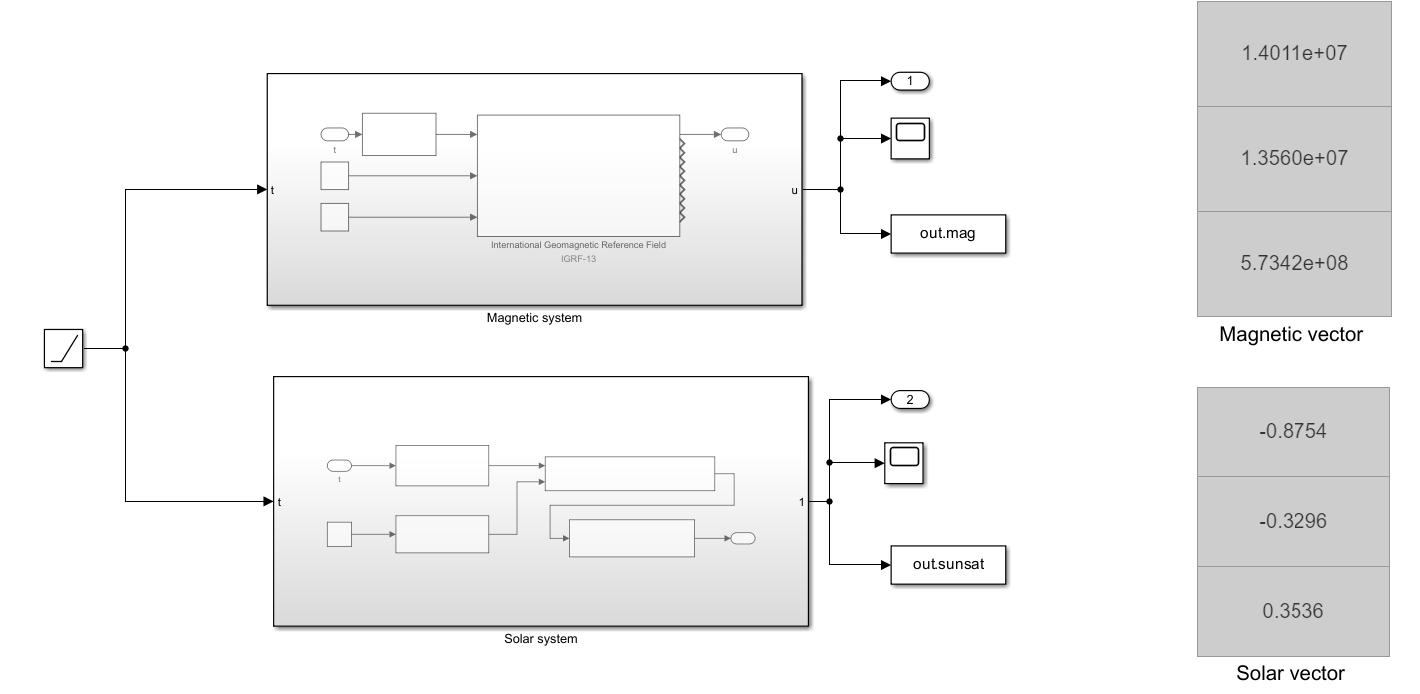 t
u
International Geomagnetic Reference Field
IGRF-13
t
u
Magnetic system
1
out.mag
t
t
1
Solar system
2
out.sunsat
1.4011e+07
1.3560e+07
5.7342e+08
Magnetic vector
-0.8754
-0.3296
0.3536
Solar vector